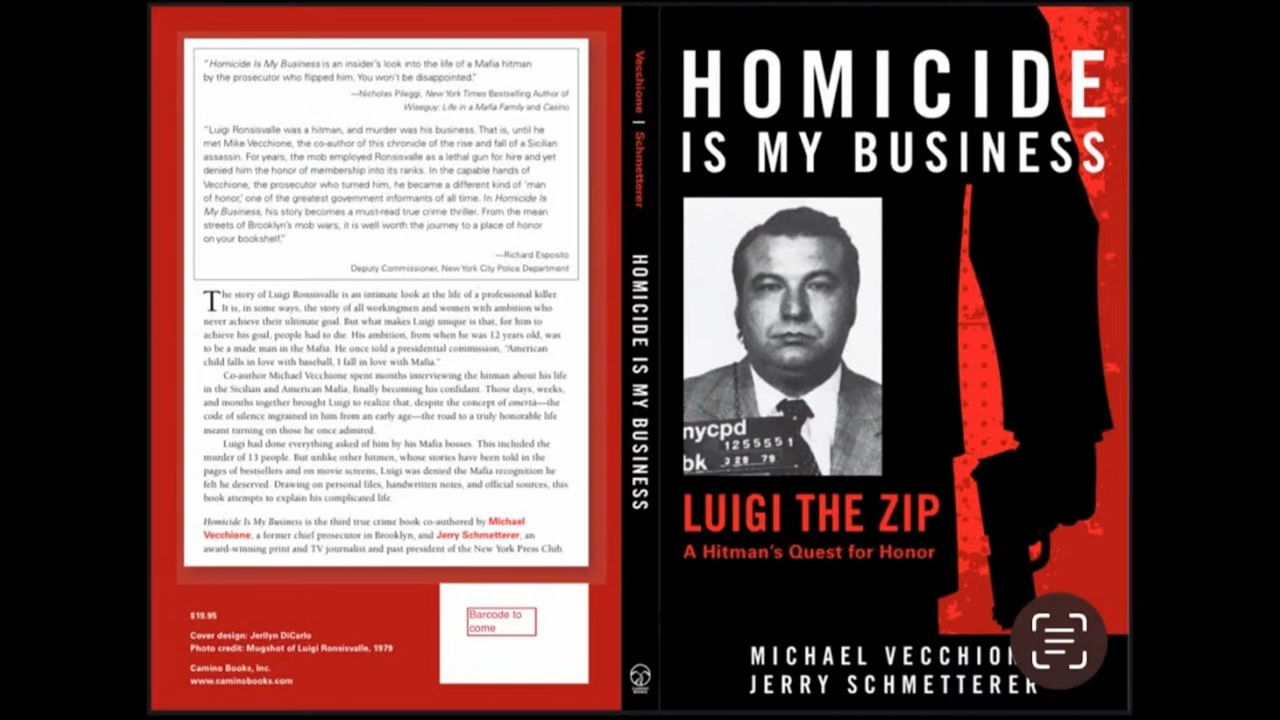 "Homicide Is My Business is an insider's look into the life of a Mafia hitman
by the prosecutor who flipped him. You won't be disappointed."
—Nicholas Pileggi, New York Times Bestselling Author of
Wiseguy: Life in a Mafia Family and Casino
"Luigi Ronsisvalle was a hitman, and murder was his business. That is, until he
met Mike Vecchione, the co-author of this chronicle of the rise and fall of a Sicilian
assassin. For years, the mob employed Ronsisvalle as a lethal gun for hire and yet
denied him the honor of membership into its ranks. In the capable hands of
Vecchione, the prosecutor who turned him, he became a different kind of 'man
of honor,' one of the greatest government informants of all time. In Homicide Is
My Business, his story becomes a must-read true crime thriller. From the mean
streets of Brooklyn's mob wars, it is well worth the journey to a place of honor
on your bookshelf."
—Richard Esposito
Deputy Commissioner, New York City Police Department
The story of Luigi Ronsisvalle is an intimate look at the life of a professional killer.
It is, in some ways, the story of all workingmen and women with ambition who
never achieve their ultimate goal. But what makes Luigi unique is that, for him to
achieve his goal, people had to die. His ambition, from when he was 12 years old, was
to be a made man in the Mafia. He once told a presidential commission, "American
child falls in love with baseball, I fall in love with Mafia."
Co-author Michael Vecchione spent months interviewing the hitman about his life
in the Sicilian and American Mafia, finally becoming his confidant. Those days, weeks,
and months together brought Luigi to realize that, despite the concept of omertà—the
code of silence ingrained in him from an early age—the road to a truly honorable life
meant turning on those he once admired.
Luigi had done everything asked of him by his Mafia bosses. This included the
murder of 13 people. But unlike other hitmen, whose stories have been told in the
pages of bestsellers and on movie screens, Luigi was denied the Mafia recognition he
felt he deserved. Drawing on personal files, handwritten notes, and official sources, this
book attempts to explain his complicated life
Homicide Is My Business is the third true crime book co-authored by Michael
Vecchione, a former chief prosecutor in Brooklyn, and Jerry Schmetterer, an
award-winning print and TV journalist and past president of the New York Press Club.
$19.95
Cover design: Jerilyn DiCarlo
Photo credit: Mugshot of Luigi Ronsisvalle, 1979
Camino Books, Inc.
www.caminobooks.com
Barcode to
come
Vecchione | Schmetterer
HOMICIDE IS MY BUSINESS
CAMINO
BOOKS
HOMICIDE
IS MY BUSINESS
nycpd
1255551
bk 3 28 79
LUIGI THE ZIP
A Hitman's Quest for Honor
MICHAEL VECCHION
JERRY SCHMETTERER